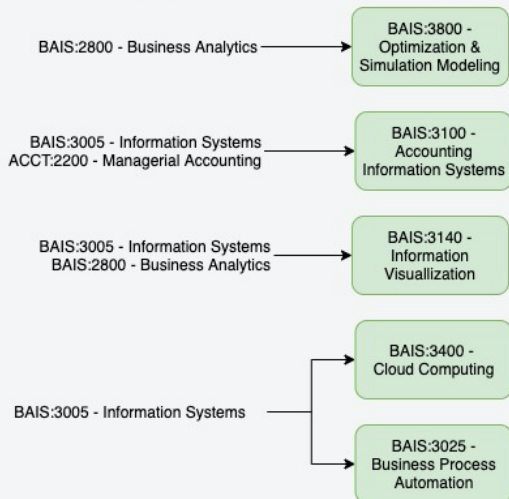 BAIS:2800 - Business Analytics
BAIS:3800 -
Optimization &
Simulation Modeling
BAIS:3005 - Information Systems
ACCT:2200 - Managerial Accounting
BAIS:3100 -
Accounting
Information Systems
BAIS:3005 - Information Systems
BAIS:2800 - Business Analytics
BAIS:3140 -
Information
Visuallization
BAIS:3005 - Information Systems
BAIS:3400 -
Cloud Computing
BAIS:3025 -
Business Process
Automation